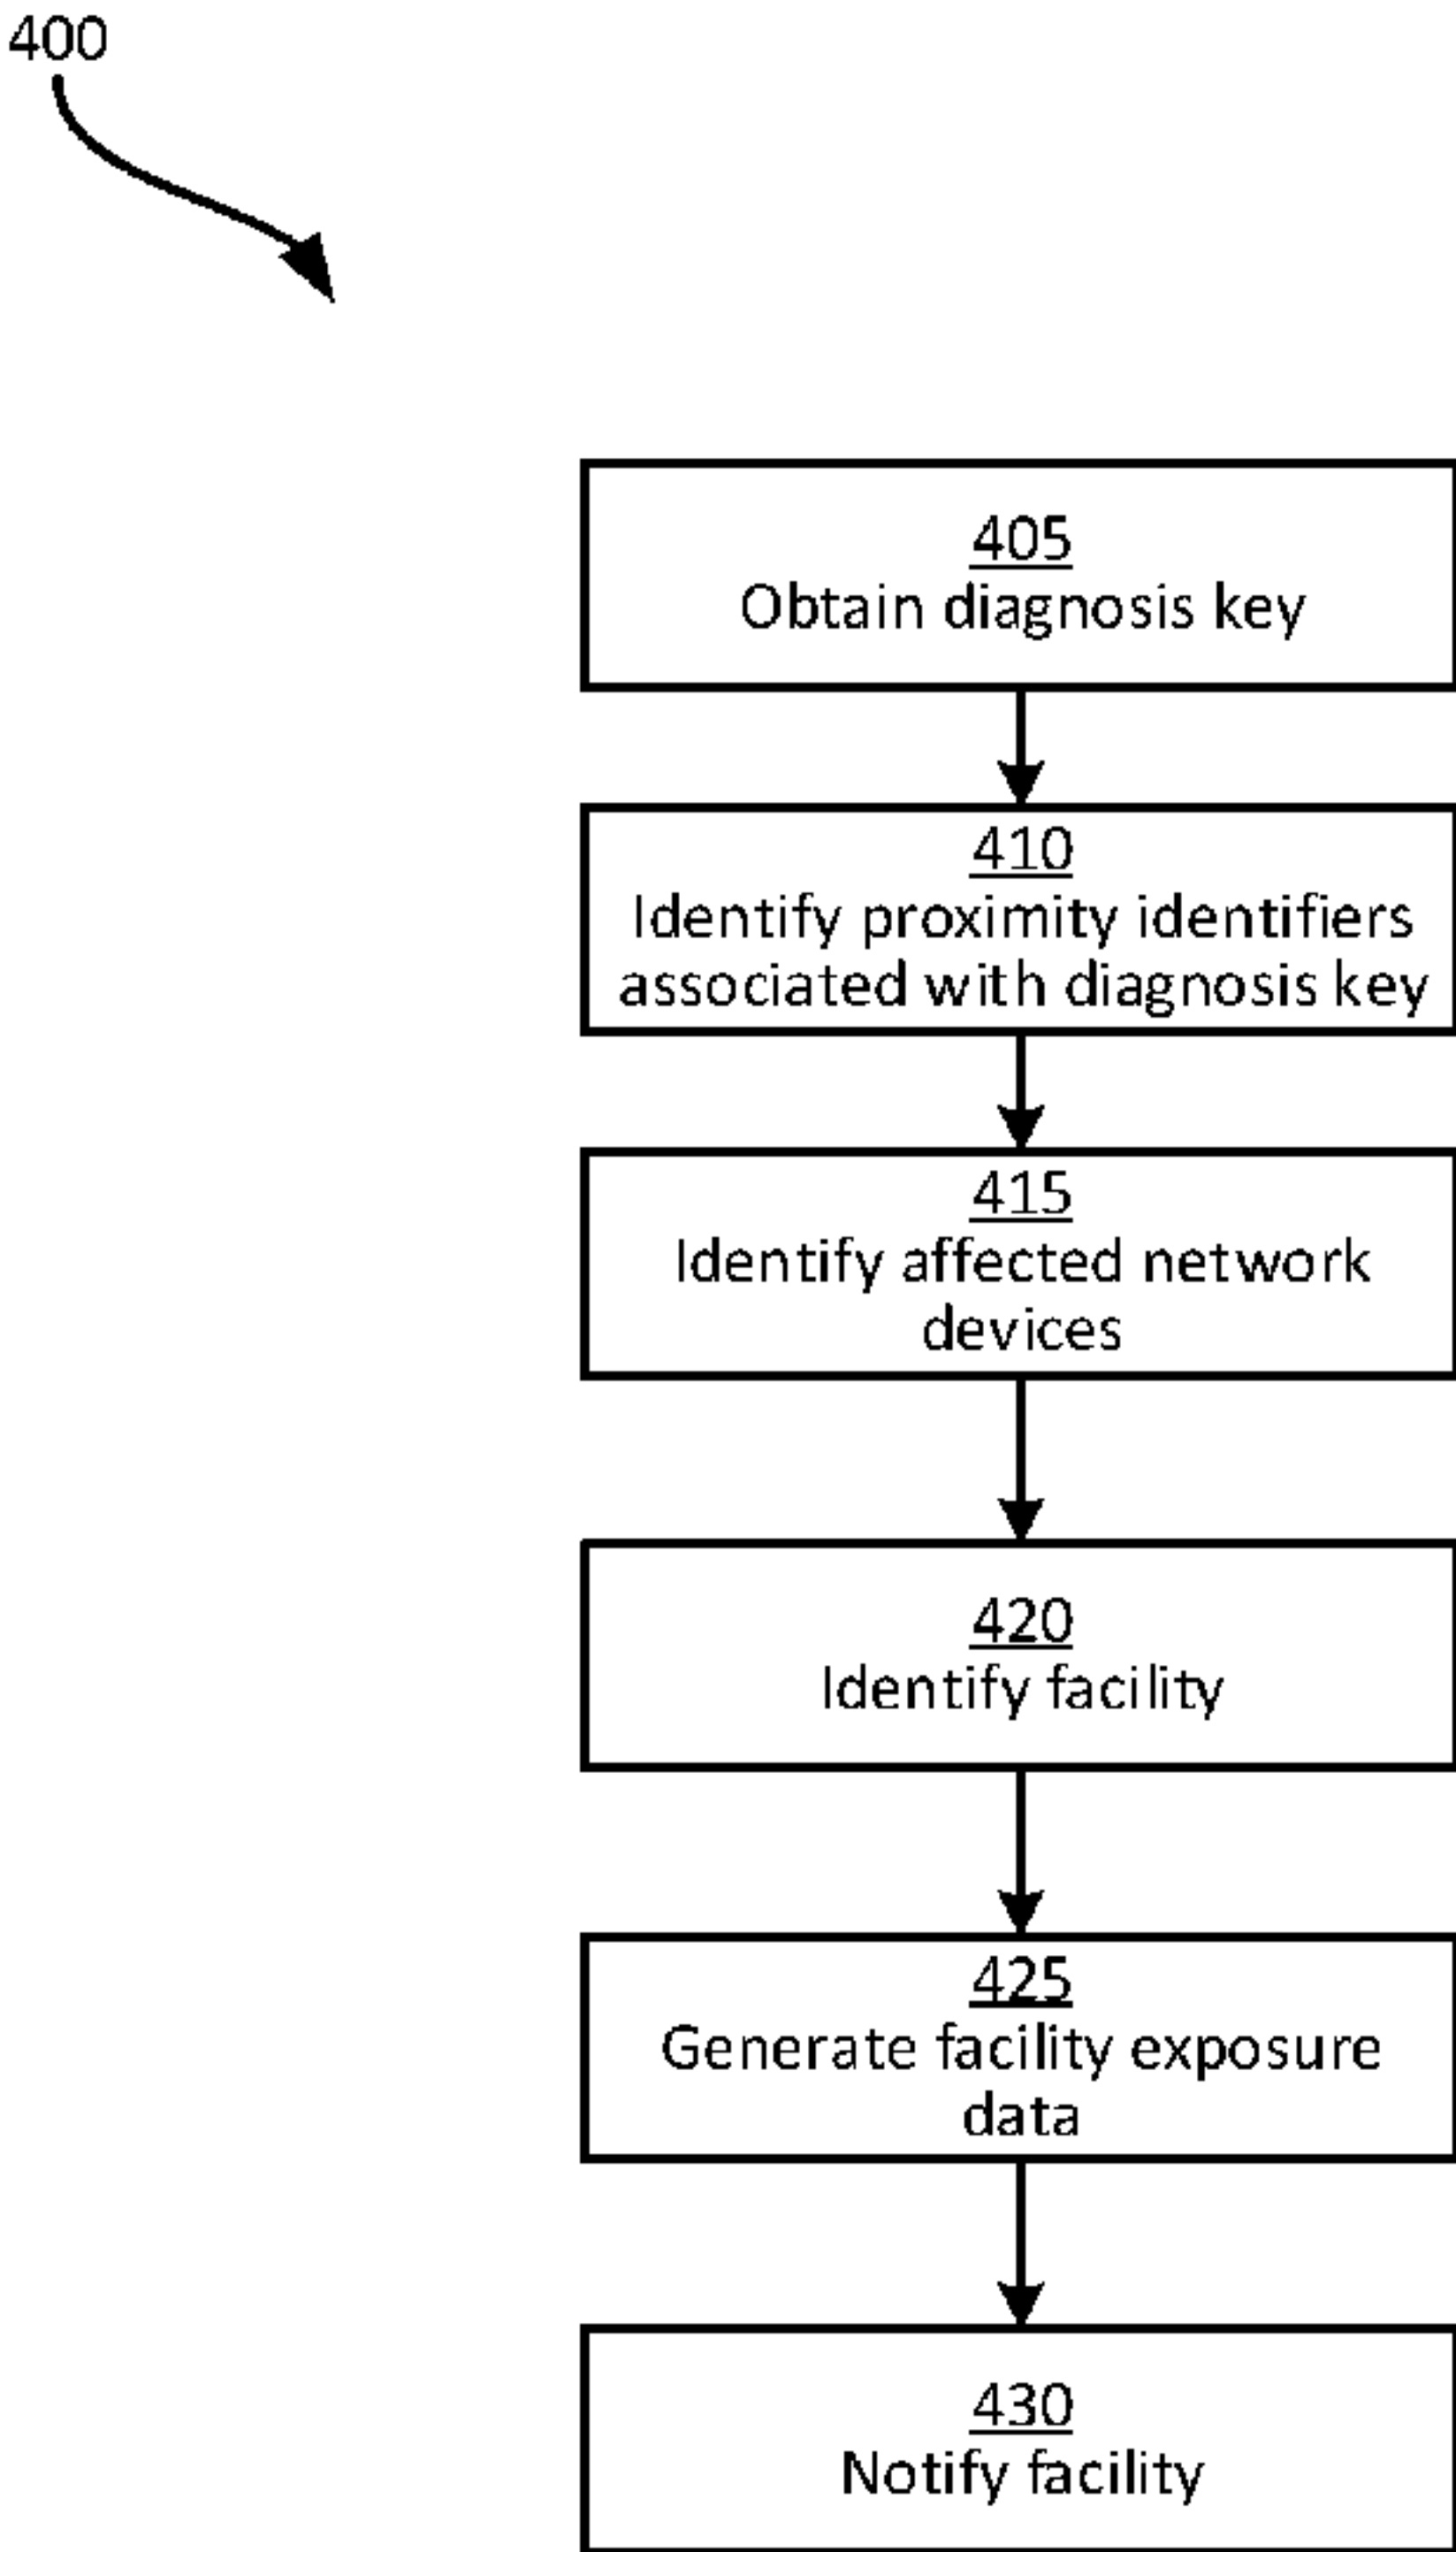 400
405
Obtain diagnosis key
410
Identify proximity identifiers
associated with diagnosis key
415
Identify affected network
devices
420
Identify facility
425
Generate facility exposure
data
430
Notify facility